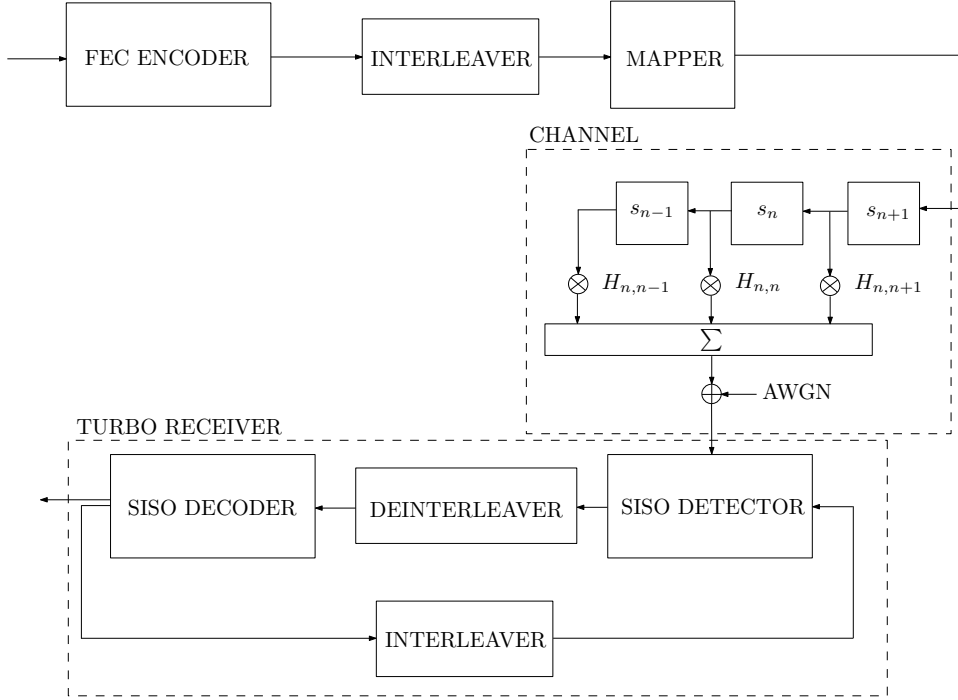 FEC ENCODER
INTERLEAVER
MAPPER
CHANNEL
s_{n-1}
s_n
s_{n+1}
H_{n,n-1}
H_{n,n}
H_{n,n+1}
∑
AWGN
TURBO RECEIVER
SISO DECODER
DEINTERLEAVER
SISO DETECTOR
INTERLEAVER